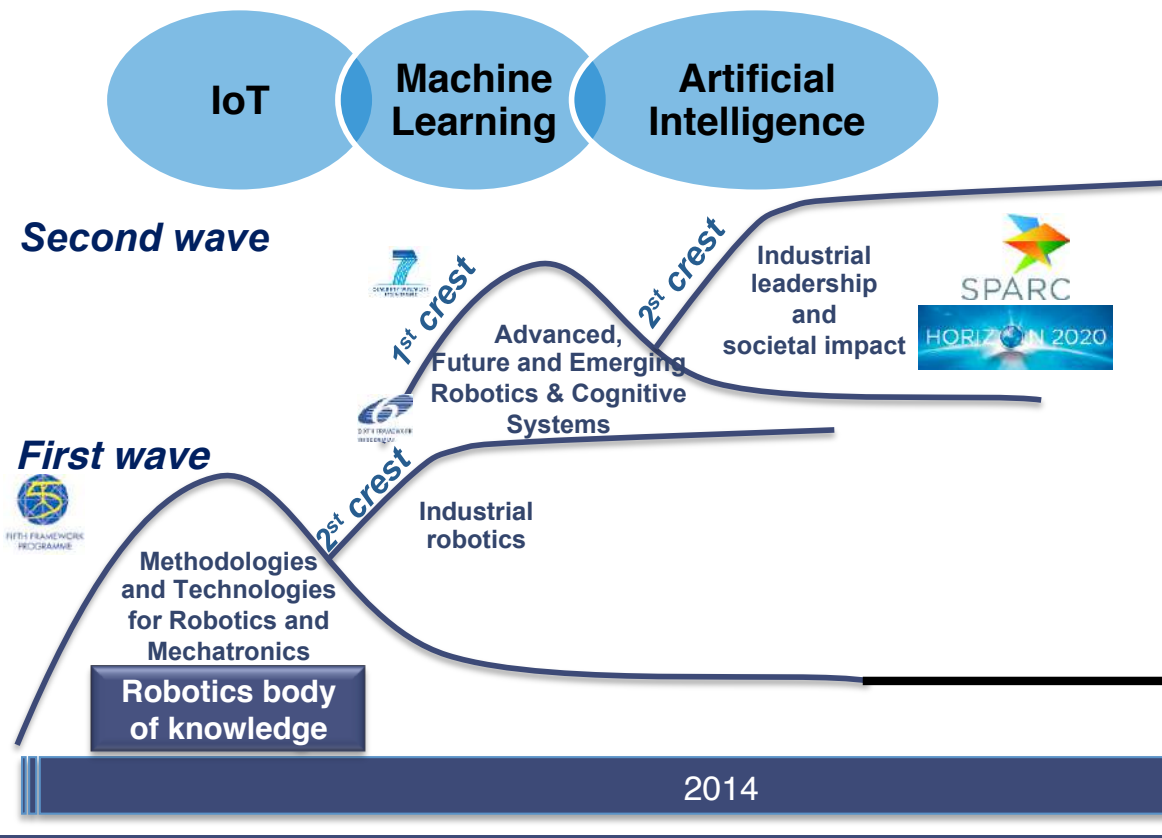 IoT
Machine
Learning
Artificial
Intelligence
Second wave
1st crest
2st crest
Industrial
leadership
and
societal impact
SPARC
HORIZON 2020
Advanced,
Future and Emerging
Robotics & Cognitive
Systems
First wave
2st crest
Industrial
robotics
FIFTH FRAMEWORK
PROGRAMME
Methodologies
and Technologies
for Robotics and
Mechatronics
Robotics body
of knowledge
2014